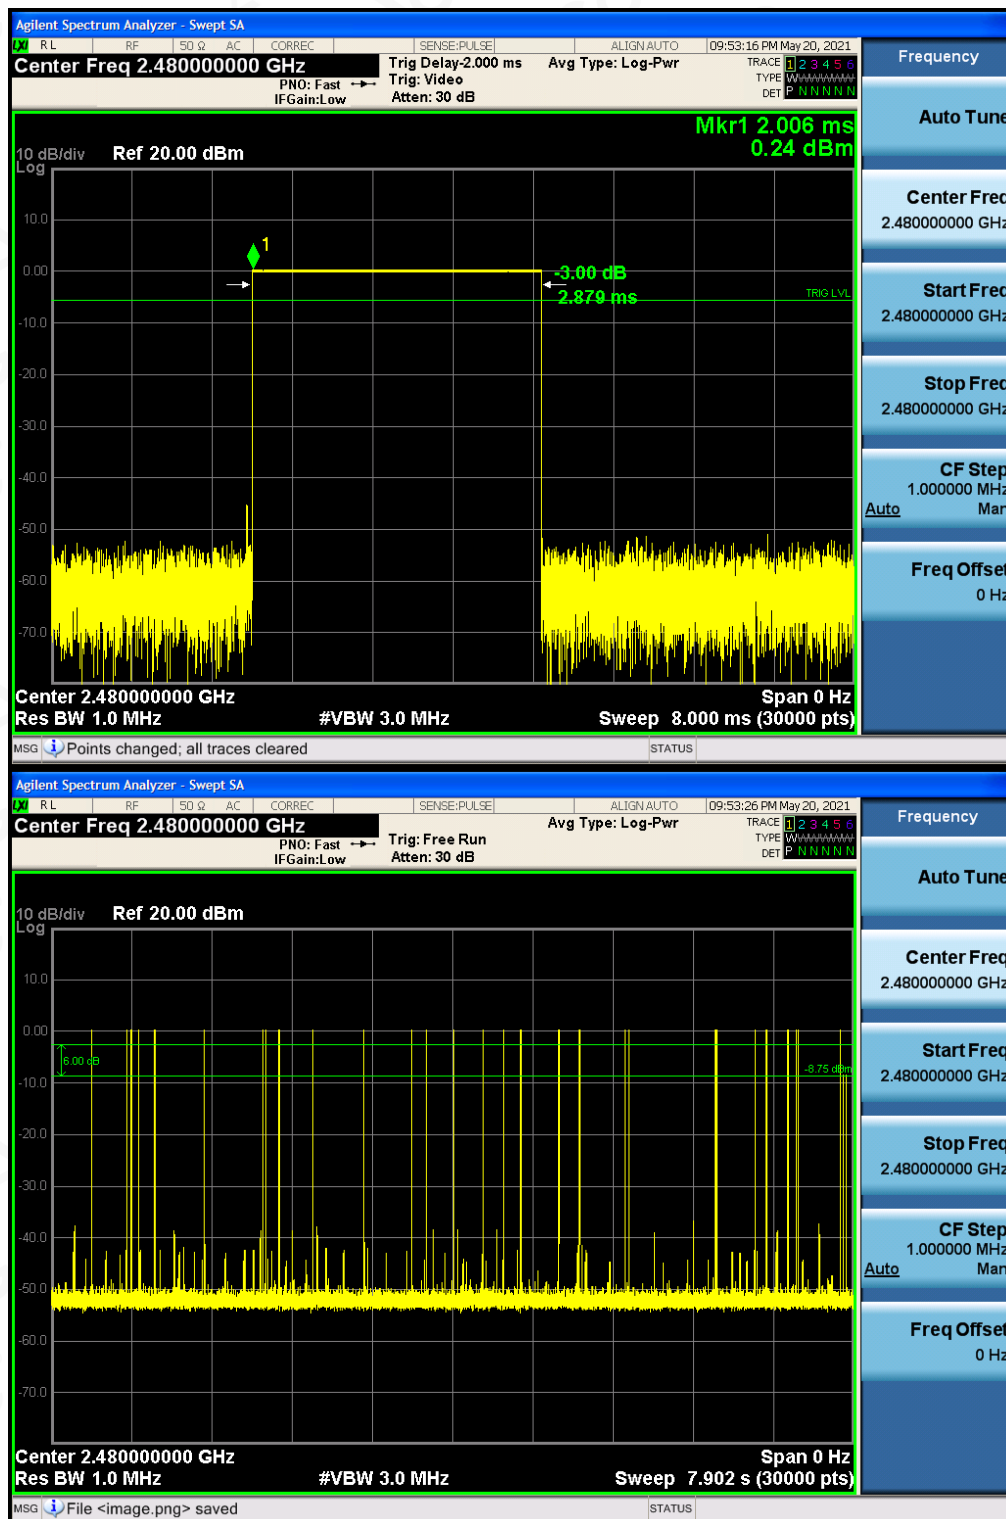 Agilent Spectrum Analyzer - Swept SA
LXI RL RF 50 Ω AC CORREC SENSE:PULSE ALIGN AUTO 09:53:16 PM May 20, 2021
Center Freq 2.480000000 GHz
PNO: Fast
IFGain:Low
Trig Delay-2.000 ms
Trig: Video
Atten: 30 dB
Avg Type: Log-Pwr
TRACE 1 2 3 4 5 6
TYPE WWWWWW
DET P N N N N N
Frequency
Auto Tune
Mkr1 2.006 ms
0.24 dBm
10 dB/div Ref 20.00 dBm
Log
10.0
0.00
-10.0
-20.0
-30.0
-40.0
-50.0
-60.0
-70.0
1
-3.00 dB
2.879 ms
TRIG LVL
Center Freq
2.480000000 GHz
Start Freq
2.480000000 GHz
Stop Freq
2.480000000 GHz
CF Step
1.000000 MHz
Auto Man
Freq Offset
0 Hz
Center 2.480000000 GHz Span 0 Hz
Res BW 1.0 MHz #VBW 3.0 MHz Sweep 8.000 ms (30000 pts)
MSG Points changed; all traces cleared STATUS
Agilent Spectrum Analyzer - Swept SA
LXI RL RF 50 Ω AC CORREC SENSE:PULSE ALIGN AUTO 09:53:26 PM May 20, 2021
Center Freq 2.480000000 GHz
PNO: Fast
IFGain:Low
Trig: Free Run
Atten: 30 dB
Avg Type: Log-Pwr
TRACE 1 2 3 4 5 6
TYPE WWWWWW
DET P N N N N N
Frequency
Auto Tune
10 dB/div Ref 20.00 dBm
Log
10.0
0.00
-10.0
-20.0
-30.0
-40.0
-50.0
-60.0
-70.0
6.00 dB
-8.75 dBm
Center Freq
2.480000000 GHz
Start Freq
2.480000000 GHz
Stop Freq
2.480000000 GHz
CF Step
1.000000 MHz
Auto Man
Freq Offset
0 Hz
Center 2.480000000 GHz Span 0 Hz
Res BW 1.0 MHz #VBW 3.0 MHz Sweep 7.902 s (30000 pts)
MSG File <image.png> saved STATUS